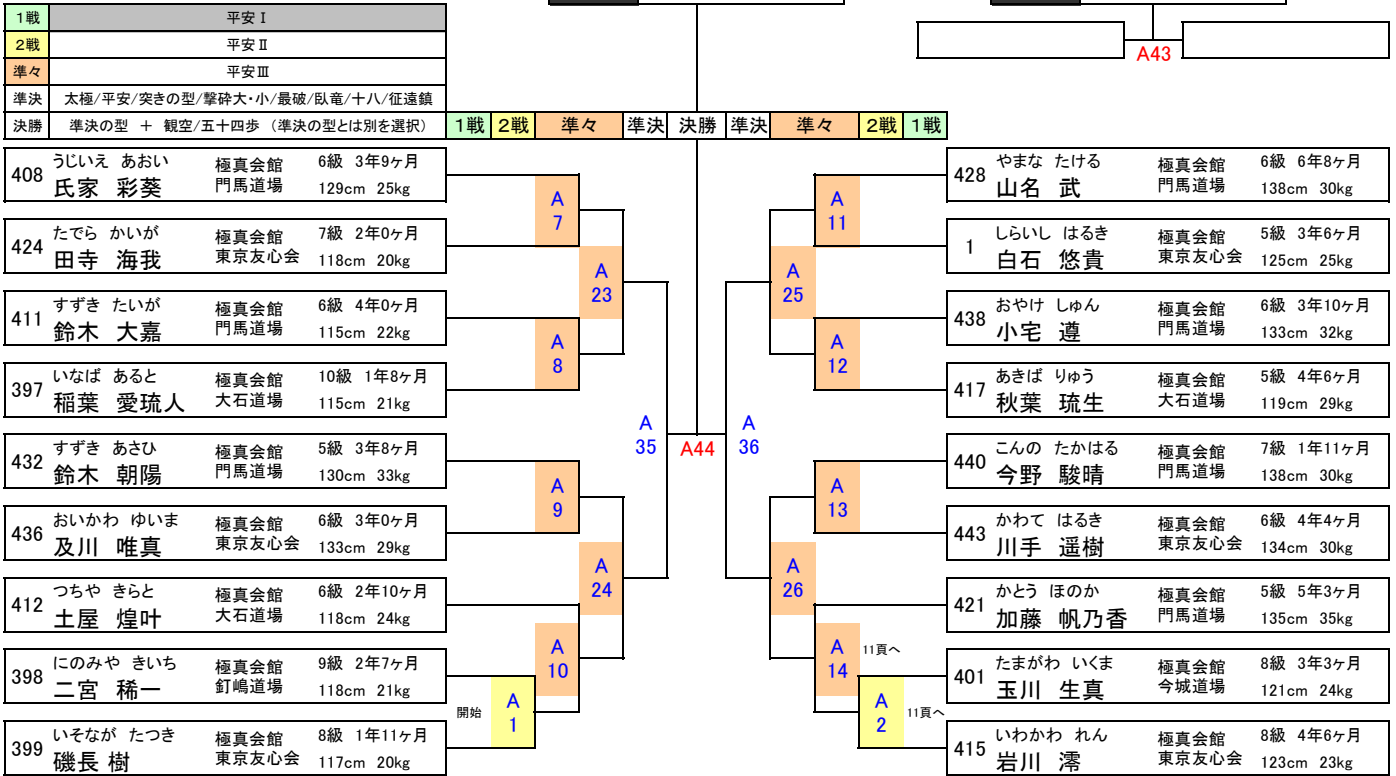 1戦 平安Ⅰ
2戦 平安Ⅱ
準々 平安Ⅲ
準決 太極/平安/突きの型/撃砕大・小/最破/臥竜/十八/征遠鎮
決勝 準決の型 + 観空/五十四歩 (準決の型とは別を選択)
A43
1戦 2戦 準々 準決 決勝 準決 準々 2戦 1戦
408 うじいえ あおい 極真会館 6級 3年9ヶ月
氏家 彩葵 門馬道場 129cm 25kg
424 たでら かいが 極真会館 7級 2年0ヶ月
田寺 海我 東京友心会 118cm 20kg
411 すずき たいが 極真会館 6級 4年0ヶ月
鈴木 大嘉 門馬道場 115cm 22kg
397 いなば あると 極真会館 10級 1年8ヶ月
稲葉 愛琉人 大石道場 115cm 21kg
432 すずき あさひ 極真会館 5級 3年8ヶ月
鈴木 朝陽 門馬道場 130cm 33kg
436 おいかわ ゆいま 極真会館 6級 3年0ヶ月
及川 唯真 東京友心会 133cm 29kg
412 つちや きらと 極真会館 6級 2年10ヶ月
土屋 煌叶 大石道場 118cm 24kg
398 にのみや きいち 極真会館 9級 2年7ヶ月
二宮 稀一 釘嶋道場 118cm 21kg
399 いそなが たつき 極真会館 8級 1年11ヶ月
磯長 樹 東京友心会 117cm 20kg
A
7
A
23
A
8
A
35
A
9
A
24
A
10
開始
A
1
A44
A
36
A
11
A
25
A
12
A
13
A
26
A
14
11頁へ
A
2
11頁へ
428 やまな たける 極真会館 6級 6年8ヶ月
山名 武 門馬道場 138cm 30kg
1 しらいし はるき 極真会館 5級 3年6ヶ月
白石 悠貴 東京友心会 125cm 25kg
438 おやけ しゅん 極真会館 6級 3年10ヶ月
小宅 遵 門馬道場 133cm 32kg
417 あきば りゅう 極真会館 5級 4年6ヶ月
秋葉 琉生 大石道場 119cm 29kg
440 こんの たかはる 極真会館 7級 1年11ヶ月
今野 駿晴 門馬道場 138cm 30kg
443 かわて はるき 極真会館 6級 4年4ヶ月
川手 遥樹 東京友心会 134cm 30kg
421 かとう ほのか 極真会館 5級 5年3ヶ月
加藤 帆乃香 門馬道場 135cm 35kg
401 たまがわ いくま 極真会館 8級 3年3ヶ月
玉川 生真 今城道場 121cm 24kg
415 いわかわ れん 極真会館 8級 4年6ヶ月
岩川 澪 東京友心会 123cm 23kg